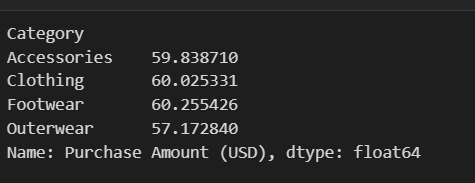 Category
Accessories    59.838710
Clothing       60.025331
Footwear       60.255426
Outerwear      57.172840
Name: Purchase Amount (USD), dtype: float64